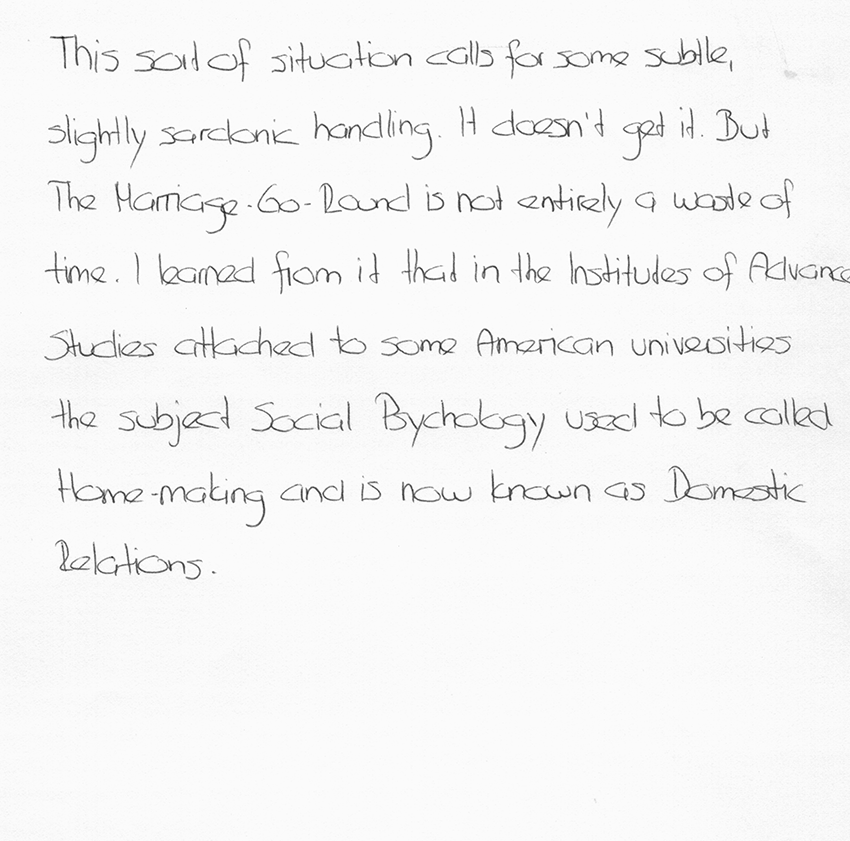 This sort of situation calls for some subtle,
slightly sardonic handling. It doesn't get it. But
The Marriage-Go-Round is not entirely a waste of
time. I learned from it that in the Institutes of Advance
Studies attached to some American universities
the subject Social Psychology used to be called
Home-making and is now known as Domestic
Relations.